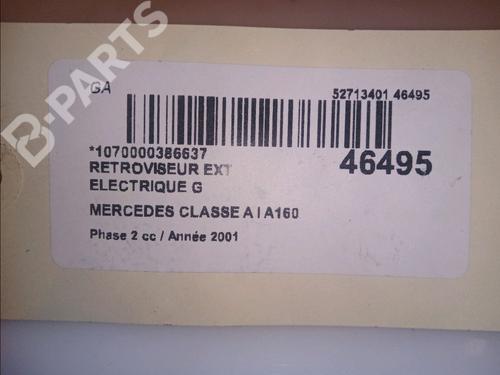 GA
52713401 46495
*1070000386637
46495
RETROVISEUR EXT
ELECTRIQUE G
MERCEDES CLASSE A I A160
Phase 2 cc / Année 2001
B-PARTS